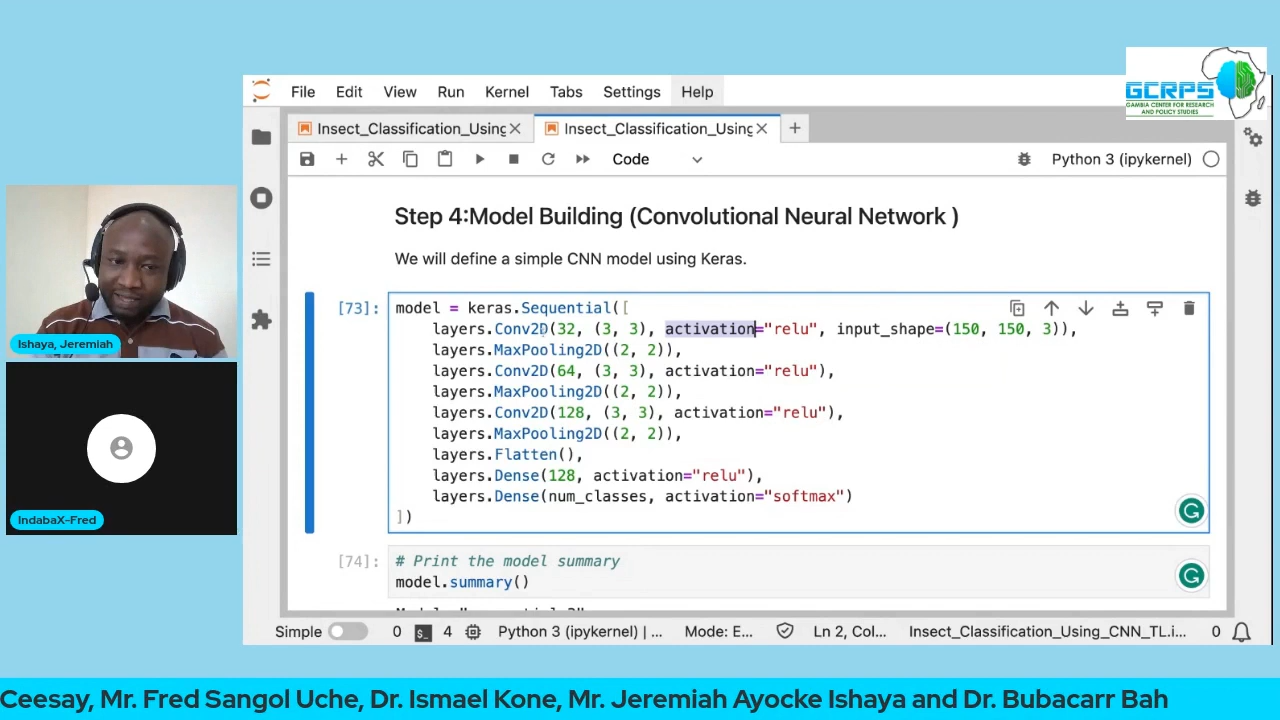 GCRPS
GAMBIA CENTER FOR RESEARCH
AND POLICY STUDIES
File Edit View Run Kernel Tabs Settings Help
Insect_Classification_Using Insect_Classification_Using
Code Python 3 (ipykernel)
Step 4:Model Building (Convolutional Neural Network )
We will define a simple CNN model using Keras.
[73]: model = keras.Sequential([
layers.Conv2D(32, (3, 3), activation="relu", input_shape=(150, 150, 3)),
layers.MaxPooling2D((2, 2)),
layers.Conv2D(64, (3, 3), activation="relu"),
layers.MaxPooling2D((2, 2)),
layers.Conv2D(128, (3, 3), activation="relu"),
layers.MaxPooling2D((2, 2)),
layers.Flatten(),
layers.Dense(128, activation="relu"),
layers.Dense(num_classes, activation="softmax")
])
[74]: # Print the model summary
model.summary()
Ishaya, Jeremiah
IndabaX-Fred
Simple 0 $_ 4 Python 3 (ipykernel) | ... Mode: E... Ln 2, Col... Insect_Classification_Using_CNN_TL.i... 0
Ceesay, Mr. Fred Sangol Uche, Dr. Ismael Kone, Mr. Jeremiah Ayocke Ishaya and Dr. Bubacarr Bah